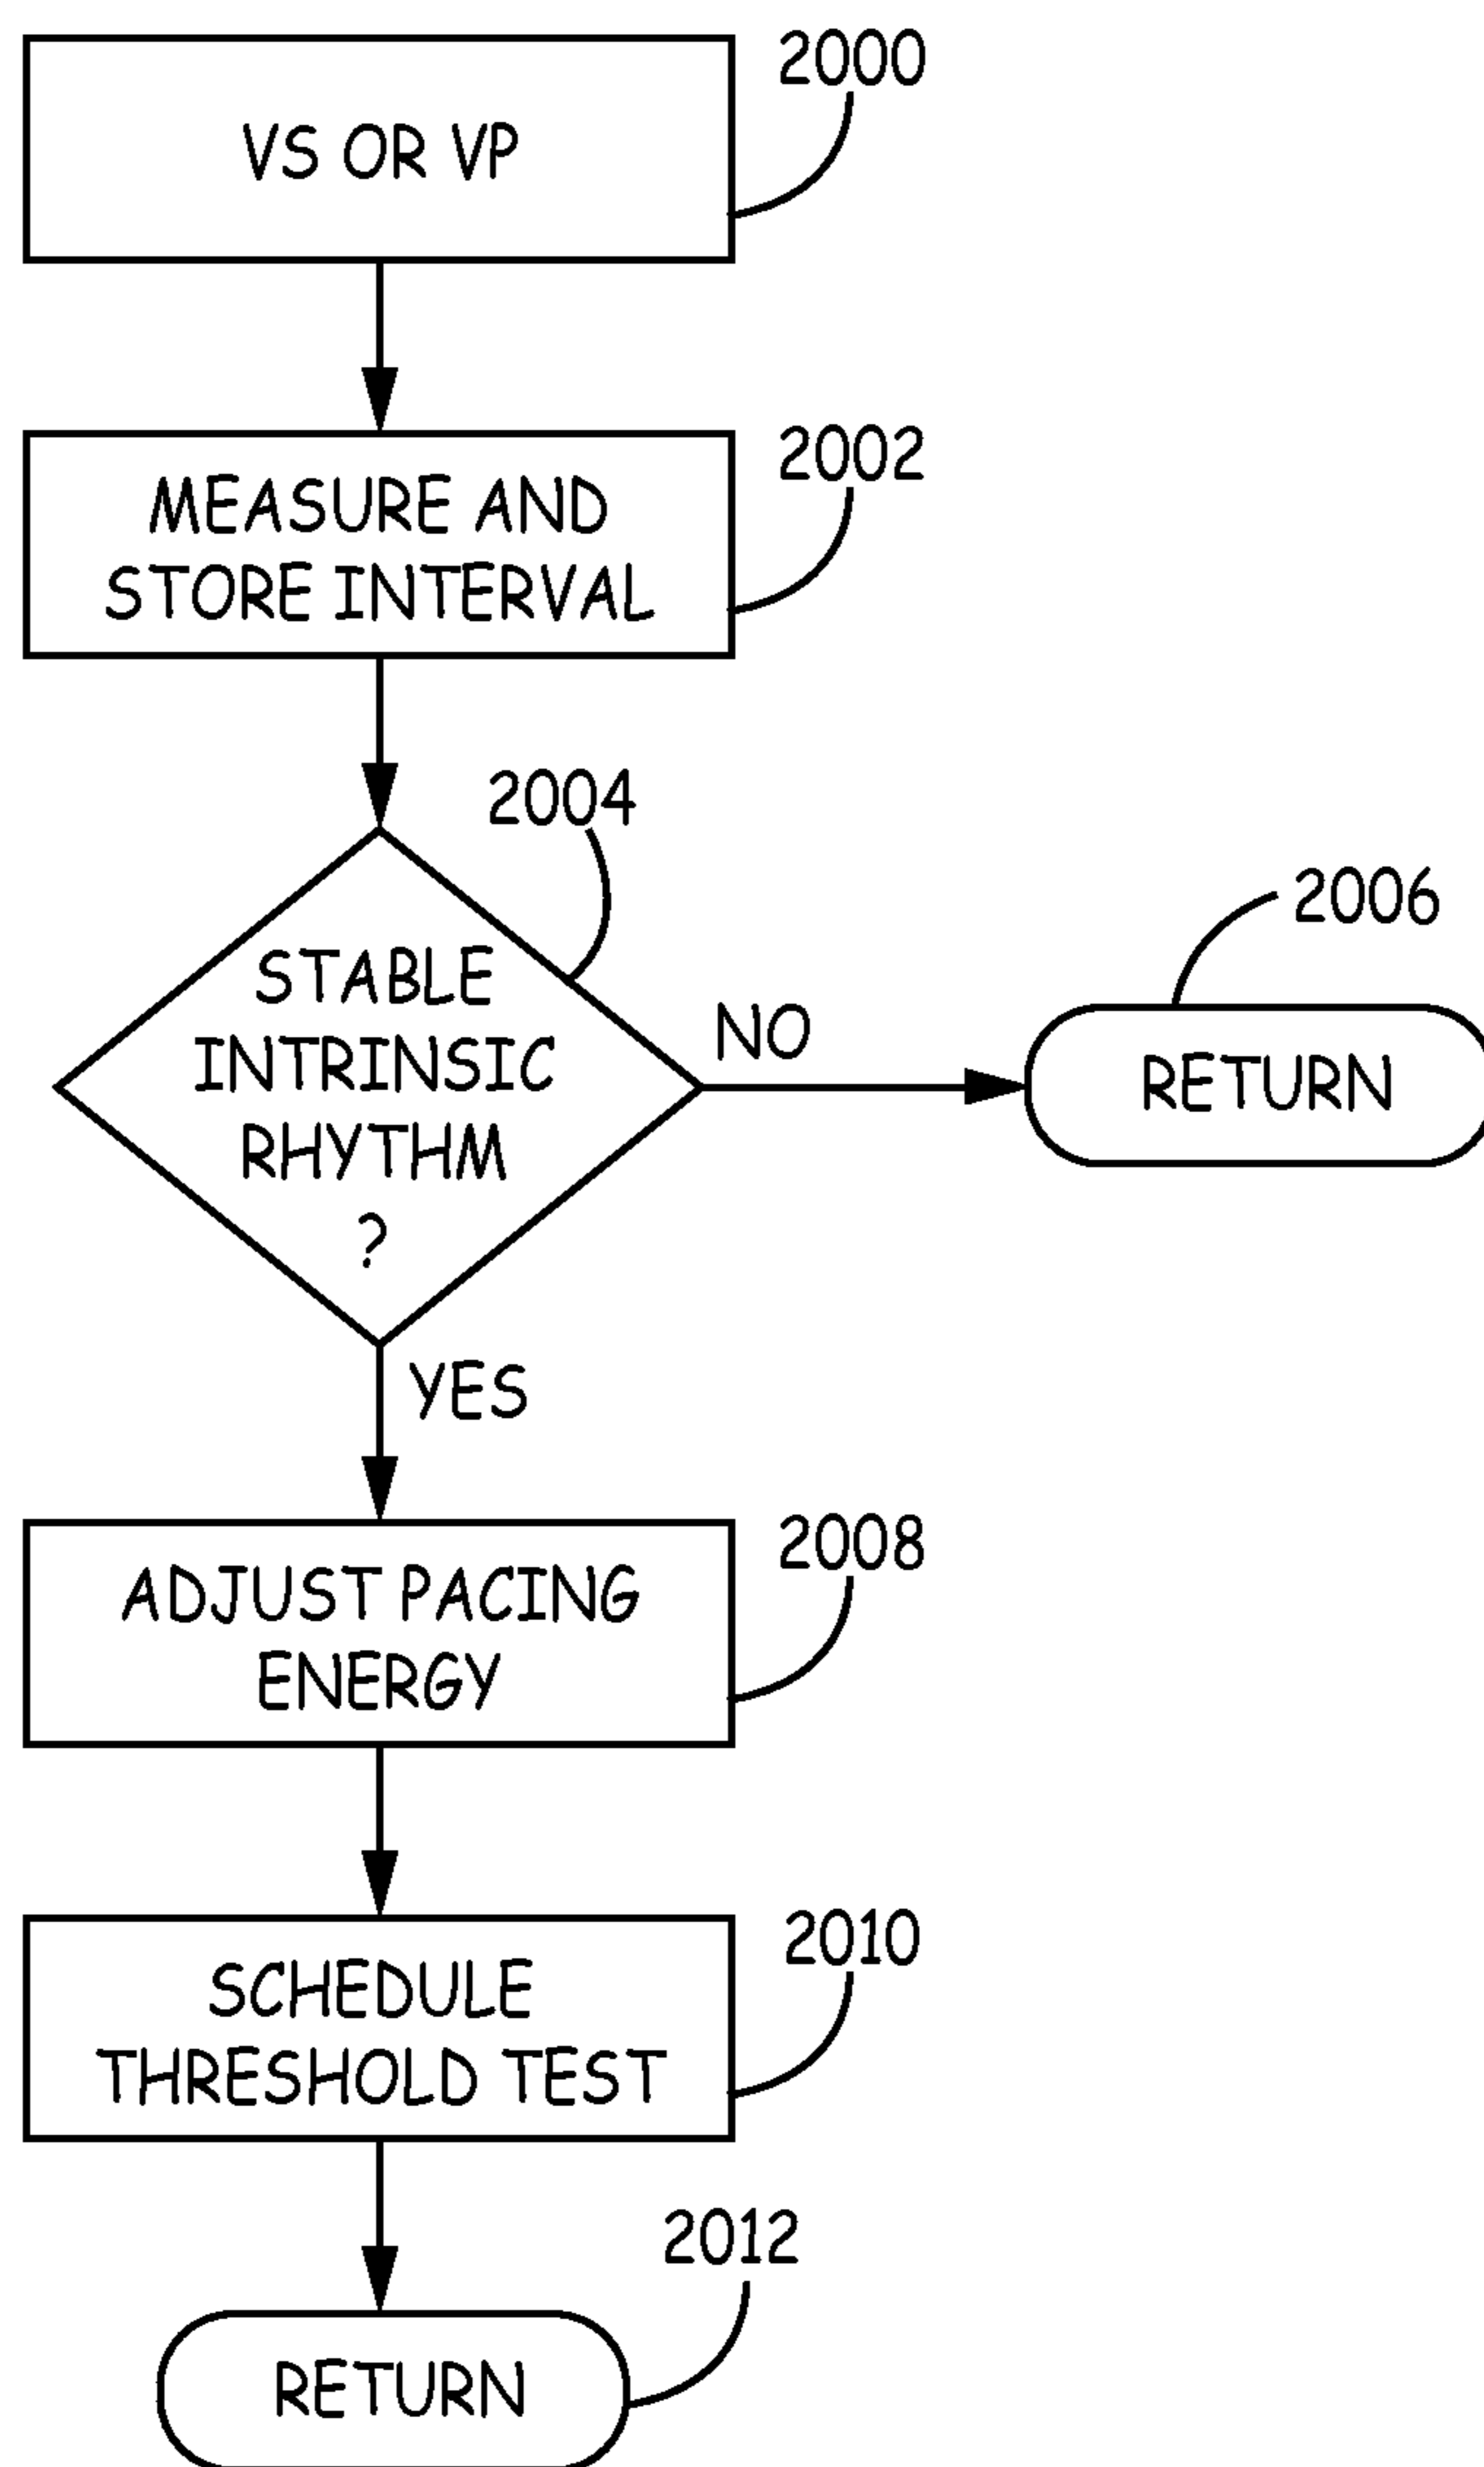 2000
VS OR VP
2002
MEASURE AND
STORE INTERVAL
2004
STABLE
INTRINSIC
RHYTHM
?
NO
2006
RETURN
YES
2008
ADJUST PACING
ENERGY
2010
SCHEDULE
THRESHOLD TEST
2012
RETURN